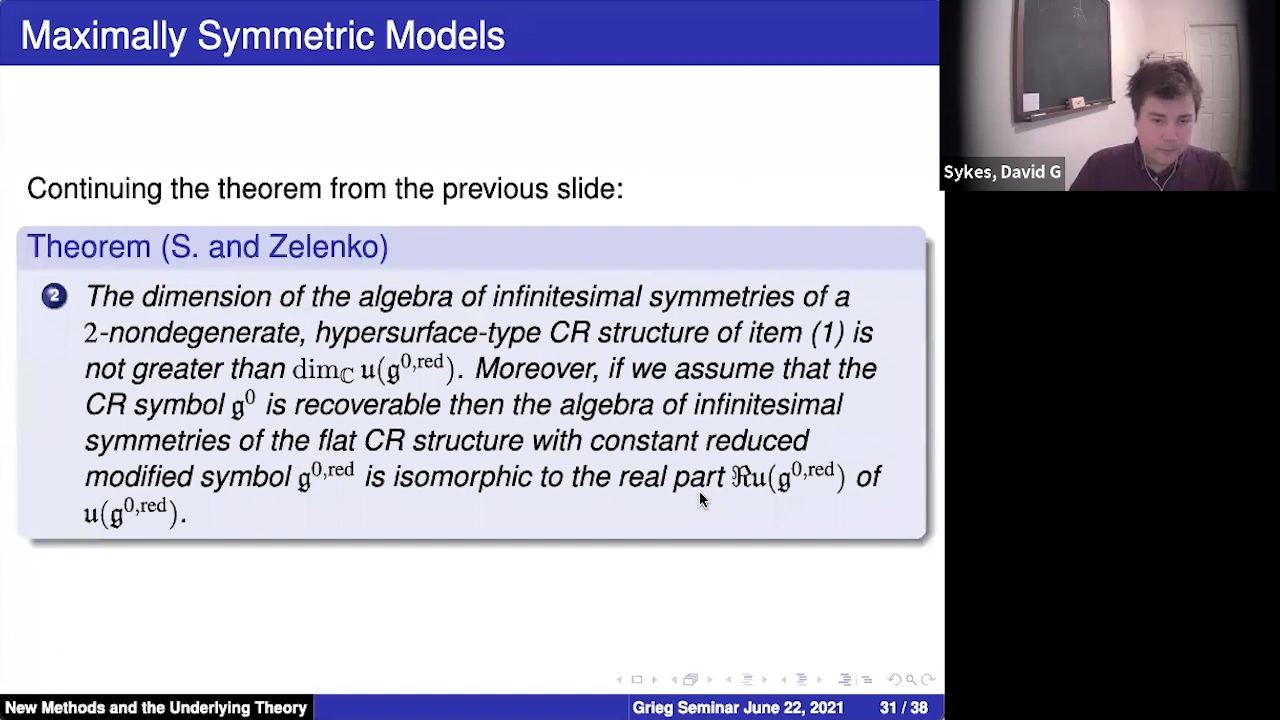 Maximally Symmetric Models
Sykes, David G
Continuing the theorem from the previous slide:
Theorem (S. and Zelenko)
2 The dimension of the algebra of infinitesimal symmetries of a
2-nondegenerate, hypersurface-type CR structure of item (1) is
not greater than dim_ℂ 𝔲(𝔤^{0,red}). Moreover, if we assume that the
CR symbol 𝔤^0 is recoverable then the algebra of infinitesimal
symmetries of the flat CR structure with constant reduced
modified symbol 𝔤^{0,red} is isomorphic to the real part ℜ𝔲(𝔤^{0,red}) of
𝔲(𝔤^{0,red}).
New Methods and the Underlying Theory
Grieg Seminar June 22, 2021
31 / 38